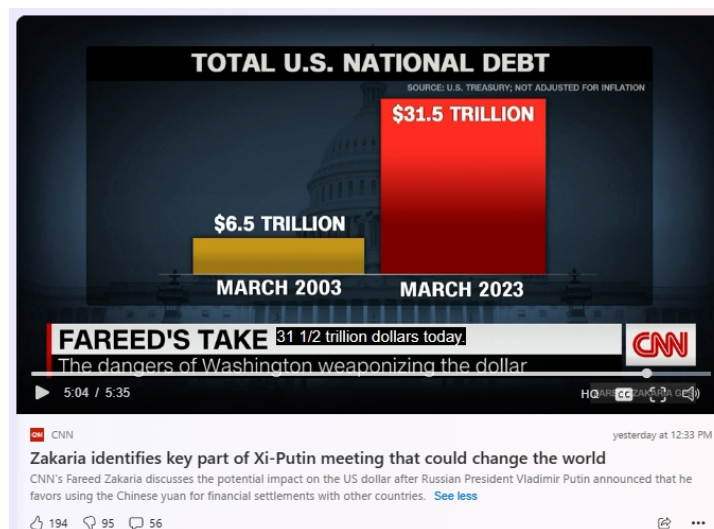 TOTAL U.S. NATIONAL DEBT
SOURCE: U.S. TREASURY; NOT ADJUSTED FOR INFLATION
$31.5 TRILLION
$6.5 TRILLION
MARCH 2003
MARCH 2023
FAREED'S TAKE
31 1/2 trillion dollars today.
CNN
The dangers of Washington weaponizing the dollar
5:04 / 5:35
HQ
CC
CNN
CNN
yesterday at 12:33 PM
Zakaria identifies key part of Xi-Putin meeting that could change the world
CNN's Fareed Zakaria discusses the potential impact on the US dollar after Russian President Vladimir Putin announced that he
favors using the Chinese yuan for financial settlements with other countries. See less
194
95
56